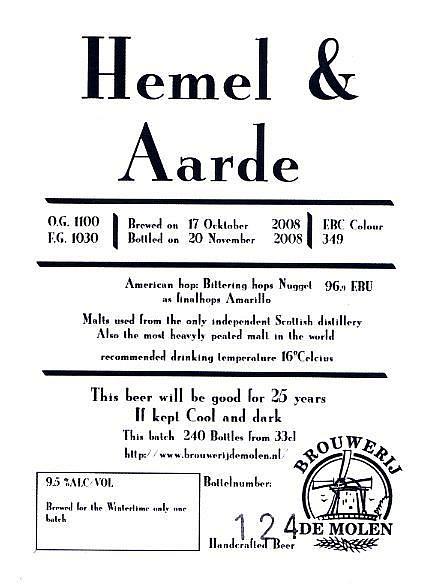 Hemel &
Aarde
O.G. 1100
F.G. 1030
Brewed on 17 Ocktober 2008
Bottled on 20 November 2008
EBC Colour
349
American hop: Bittering hops Nugget
as finalhops Amarillo
96,9 EBU
Malts used from the only independent Scottish distillery
Also the most heavyly peated malt in the world
recommended drinking temperature 16°Celcius
This beer will be good for 25 years
If kept Cool and dark
This batch 240 Bottles from 33cl
http://www.brouwerijdemolen.nl/
9.5 %ALC/VOL
Brewed for the Wintertime only one
batch
Bottelnumber:
124
Handcrafted Beer
BROUWERIJ
DE MOLEN